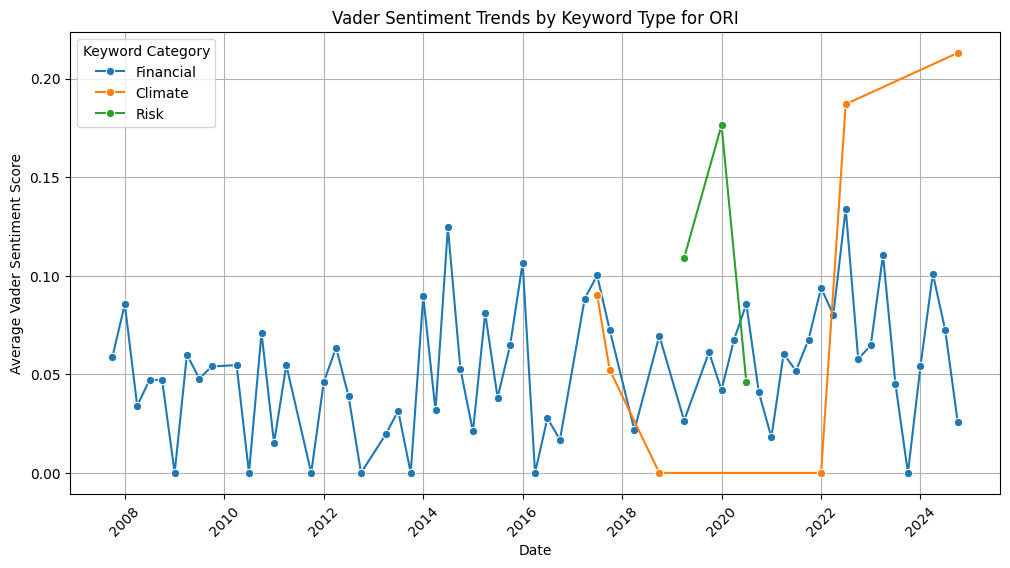 Vader Sentiment Trends by Keyword Type for ORI
Keyword Category
Financial
Climate
Risk
Average Vader Sentiment Score
0.20
0.15
0.10
0.05
0.00
2008
2010
2012
2014
2016
2018
2020
2022
2024
Date